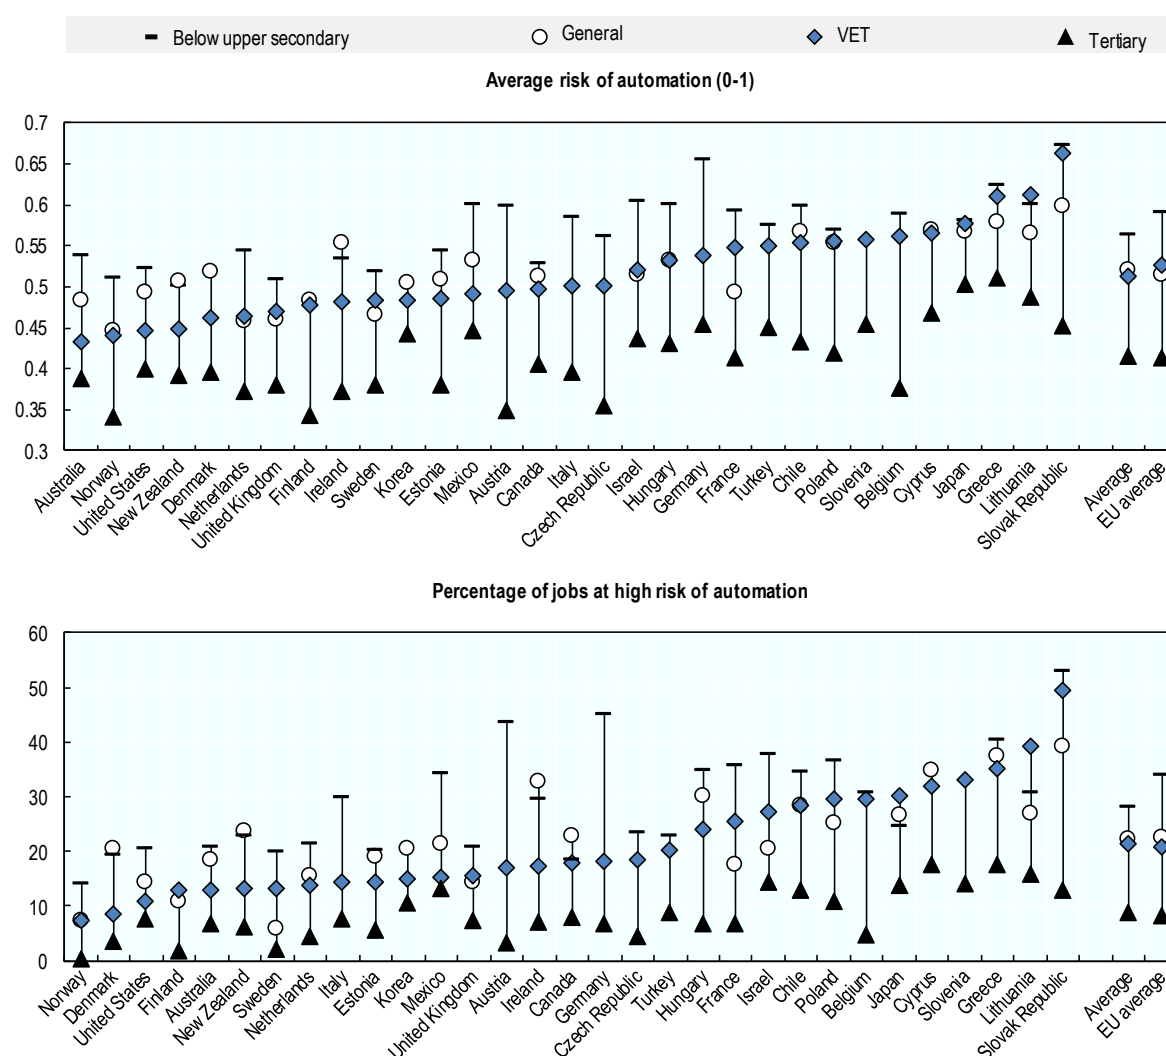 Below upper secondary General VET Tertiary
Average risk of automation (0-1)
0.7
0.65
0.6
0.55
0.5
0.45
0.4
0.35
0.3
Australia
Norway
United States
New Zealand
Denmark
Netherlands
United Kingdom
Finland
Ireland
Sweden
Korea
Estonia
Mexico
Austria
Canada
Italy
Czech Republic
Israel
Hungary
Germany
France
Turkey
Chile
Poland
Slovenia
Belgium
Cyprus
Japan
Greece
Lithuania
Slovak Republic
Average
EU average
Percentage of jobs at high risk of automation
60
50
40
30
20
10
0
Norway
Denmark
United States
Finland
Australia
New Zealand
Sweden
Netherlands
Italy
Estonia
Korea
Mexico
United Kingdom
Austria
Ireland
Canada
Germany
Czech Republic
Turkey
Hungary
France
Israel
Chile
Poland
Belgium
Japan
Cyprus
Slovenia
Greece
Lithuania
Slovak Republic
Average
EU average